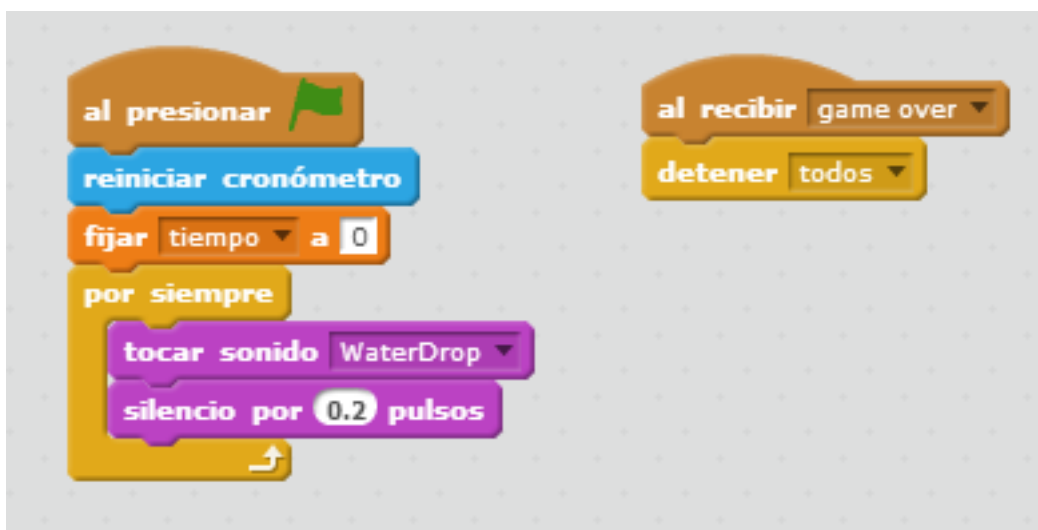 al presionar
reiniciar cronómetro
fijar tiempo a 0
por siempre
tocar sonido WaterDrop
silencio por 0.2 pulsos
al recibir game over
detener todos